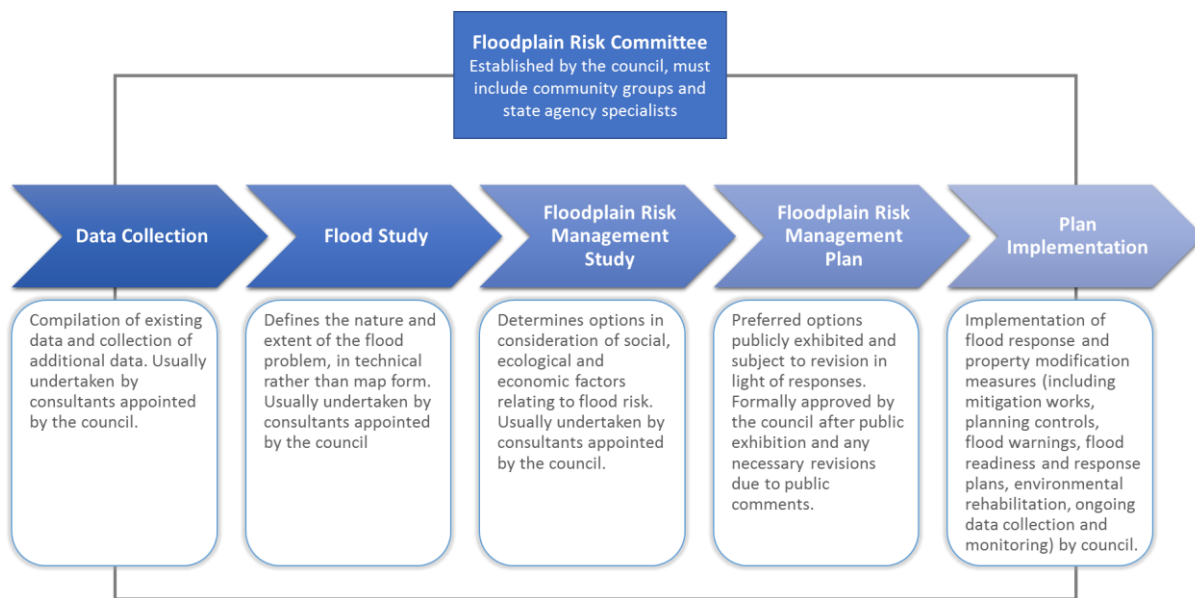 Floodplain Risk Committee
Established by the council, must
include community groups and
state agency specialists
Data Collection
Flood Study
Floodplain Risk
Management
Study
Floodplain Risk
Management
Plan
Plan
Implementation
Compilation of existing
data and collection of
additional data. Usually
undertaken by
consultants appointed
by the council.
Defines the nature and
extent of the flood
problem, in technical
rather than map form.
Usually undertaken by
consultants appointed
by the council
Determines options in
consideration of social,
ecological and
economic factors
relating to flood risk.
Usually undertaken by
consultants appointed
by the council.
Preferred options
publicly exhibited and
subject to revision in
light of responses.
Formally approved by
the council after public
exhibition and any
necessary revisions
due to public
comments.
Implementation of
flood response and
property modification
measures (including
mitigation works,
planning controls,
flood warnings, flood
readiness and response
plans, environmental
rehabilitation, ongoing
data collection and
monitoring) by council.